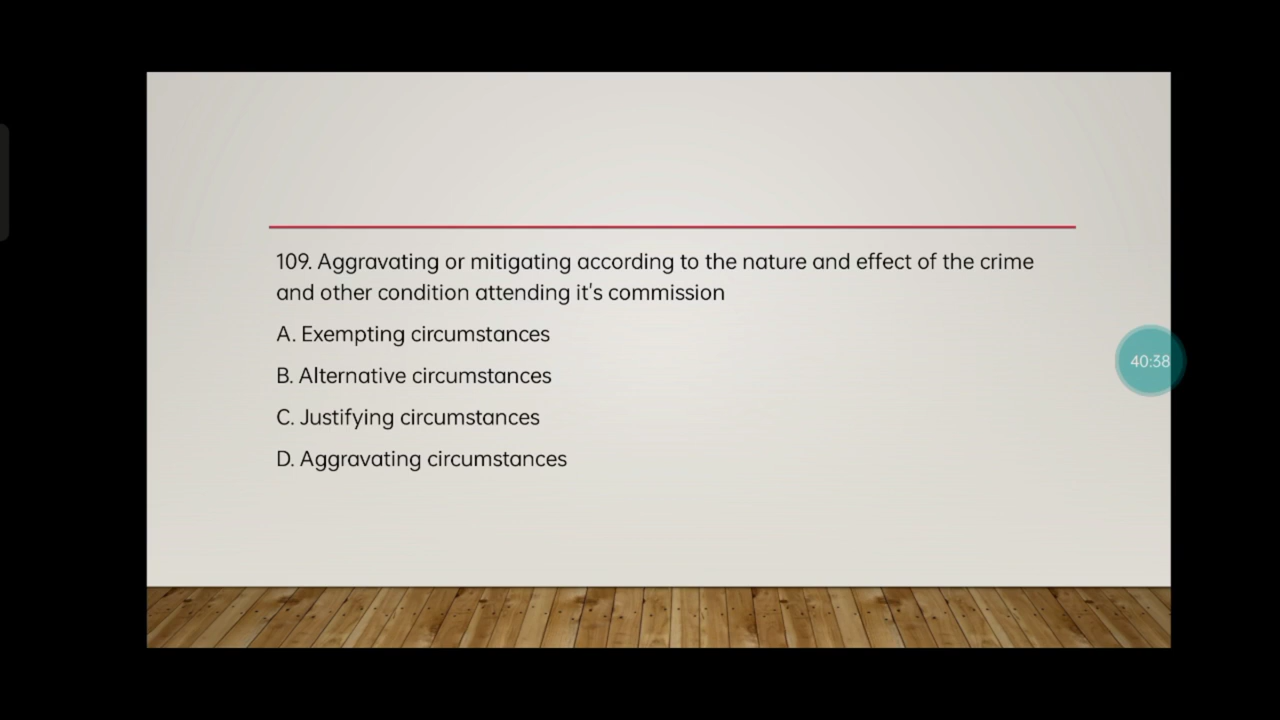 109. Aggravating or mitigating according to the nature and effect of the crime
and other condition attending it's commission
A. Exempting circumstances
B. Alternative circumstances
C. Justifying circumstances
D. Aggravating circumstances
40:38